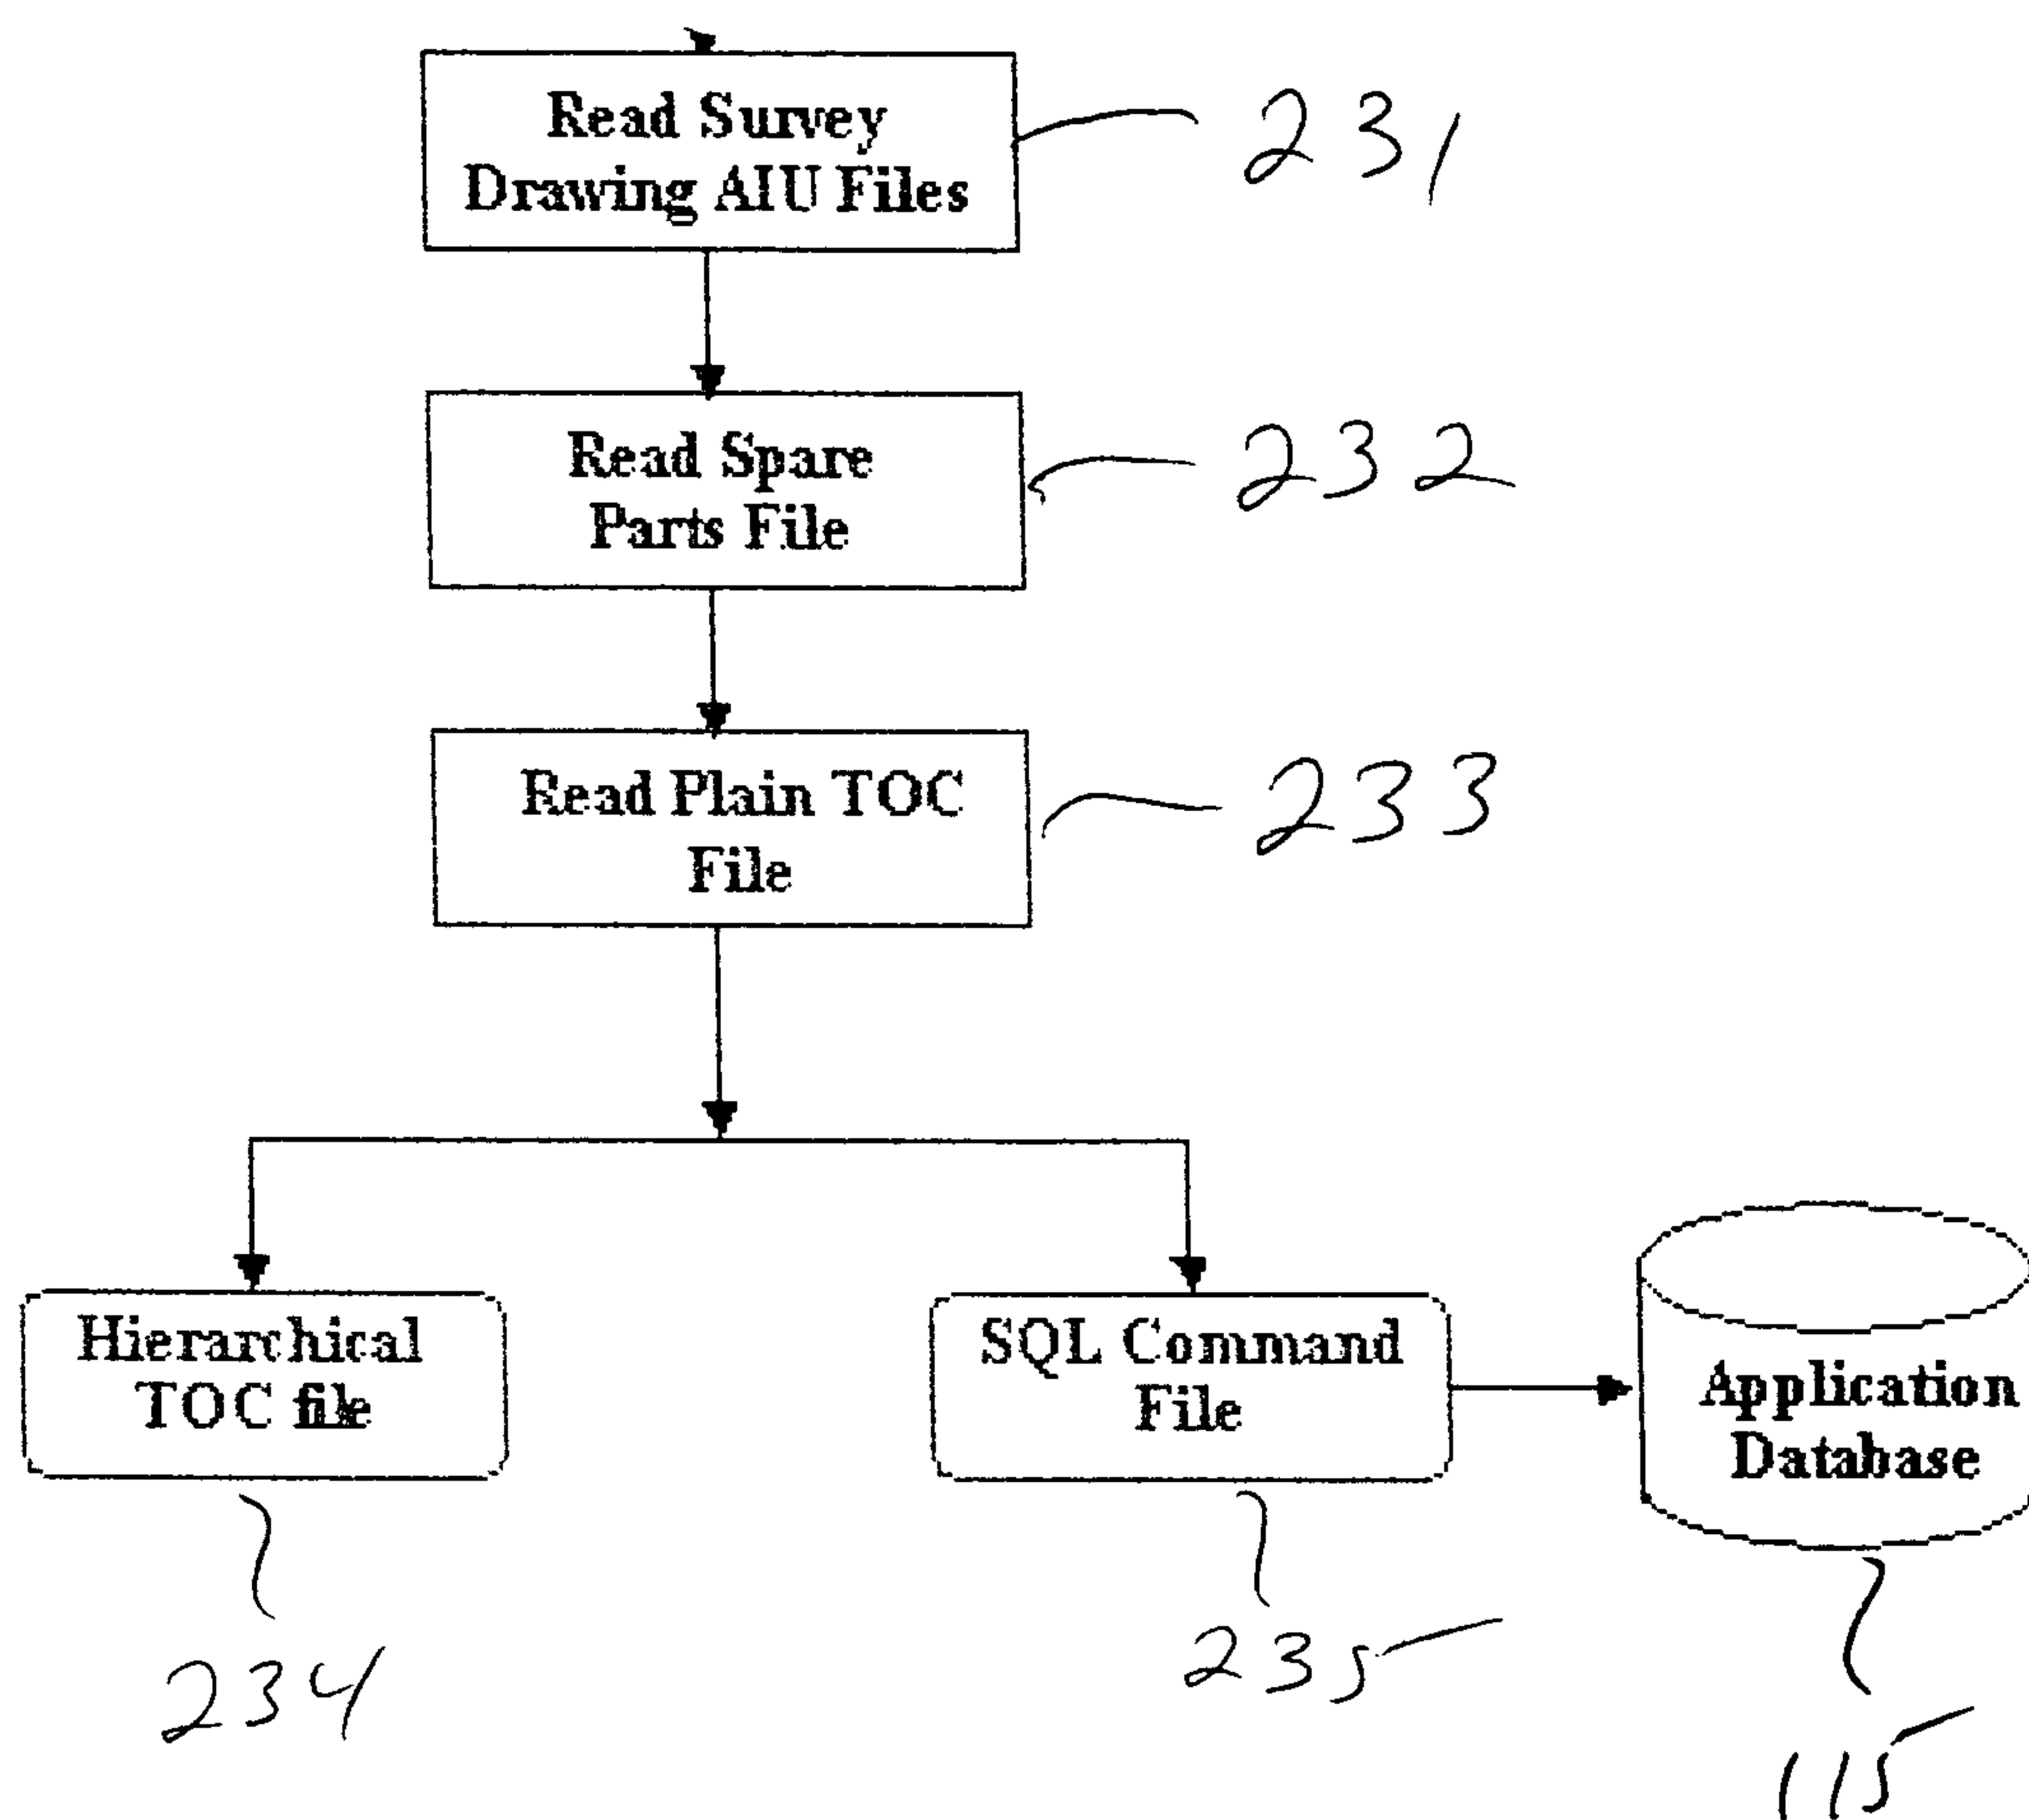 Read Survey
Drawing AIU Files
231
Read Spare
Parts File
232
Read Plain TOC
File
233
Hierarchical
TOC file
SQL Command
File
Application
Database
234
235
115